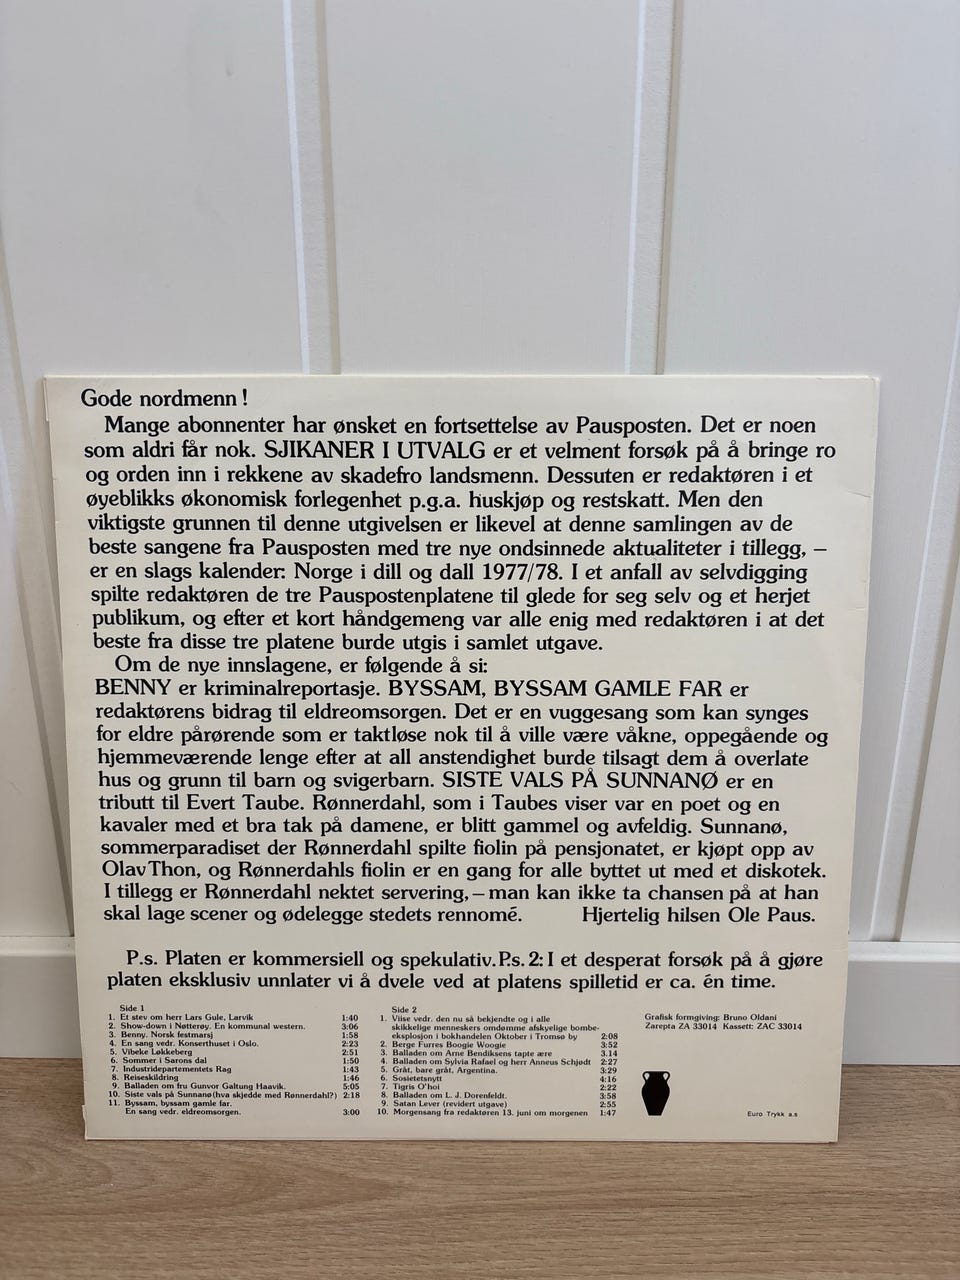 Gode nordmenn !
Mange abonnenter har ønsket en fortsettelse av Pausposten. Det er noen
som aldri får nok. SJIKANER I UTVALG er et velment forsøk på å bringe ro
og orden inn i rekkene av skadefro landsmenn. Dessuten er redaktøren i et
øyeblikks økonomisk forlegenhet p.g.a. huskjøp og restskatt. Men den
viktigste grunnen til denne utgivelsen er likevel at denne samlingen av de
beste sangene fra Pausposten med tre nye ondsinnede aktualiteter i tillegg, –
er en slags kalender: Norge i dill og dall 1977/78. I et anfall av selvdigging
spilte redaktøren de tre Pauspostenplatene til glede for seg selv og et herjet
publikum, og efter et kort håndgemeng var alle enig med redaktøren i at det
beste fra disse tre platene burde utgis i samlet utgave.
Om de nye innslagene, er følgende å si:
BENNY er kriminalreportasje. BYSSAM, BYSSAM GAMLE FAR er
redaktørens bidrag til eldreomsorgen. Det er en vuggesang som kan synges
for eldre pårørende som er taktløse nok til å ville være våkne, oppegående og
hjemmeværende lenge efter at all anstendighet burde tilsagt dem å overlate
hus og grunn til barn og svigerbarn. SISTE VALS PÅ SUNNANØ er en
tributt til Evert Taube. Rønnerdahl, som i Taubes viser var en poet og en
kavaler med et bra tak på damene, er blitt gammel og avfeldig. Sunnanø,
sommerparadiset der Rønnerdahl spilte fiolin på pensjonatet, er kjøpt opp av
Olav Thon, og Rønnerdahls fiolin er en gang for alle byttet ut med et diskotek.
I tillegg er Rønnerdahl nektet servering, – man kan ikke ta chansen på at han
skal lage scener og ødelegge stedets rennomé. Hjertelig hilsen Ole Paus.
P.s. Platen er kommersiell og spekulativ. P.s. 2: I et desperat forsøk på å gjøre
platen eksklusiv unnlater vi å dvele ved at platens spilletid er ca. én time.
Side 1
1. Et stev om herr Lars Gule, Larvik 1:40
2. Show-down i Nøtterøy. En kommunal western. 3:06
3. Benny. Norsk festmarsj 1:58
4. En sang vedr. Konserthuset i Oslo. 2:23
5. Vibeke Løkkeberg 2:51
6. Sommer i Sarons dal 1:50
7. Industridepartementets Rag 1:43
8. Reiseskildring 1:46
9. Balladen om fru Gunvor Galtung Haavik. 5:05
10. Siste vals på Sunnanø(hva skjedde med Rønnerdahl?) 2:18
11. Byssam, byssam gamle far.
En sang vedr. eldreomsorgen. 3:00
Side 2
1. Viise vedr. den nu så bekjendte og i alle
skikkelige menneskers omdømme afskyelige bombe-
eksplosjon i bokhandelen Oktober i Tromsø by 2:08
2. Berge Furres Boogie Woogie 3:52
3. Balladen om Arne Bendiksens tapte ære 3.14
4. Balladen om Sylvia Rafael og herr Anneus Schjødt 2:27
5. Gråt, bare gråt, Argentina. 3:29
6. Sosietetsnytt 4:16
7. Tigris O'hoi 2:22
8. Balladen om L. J. Dorenfeldt. 3:58
9. Satan Lever (revidert utgave) 2:55
10. Morgensang fra redaktøren 13. juni om morgenen 1:47
Grafisk formgiving: Bruno Oldani
Zarepta ZA 33014 Kassett: ZAC 33014
Euro Trykk a.s